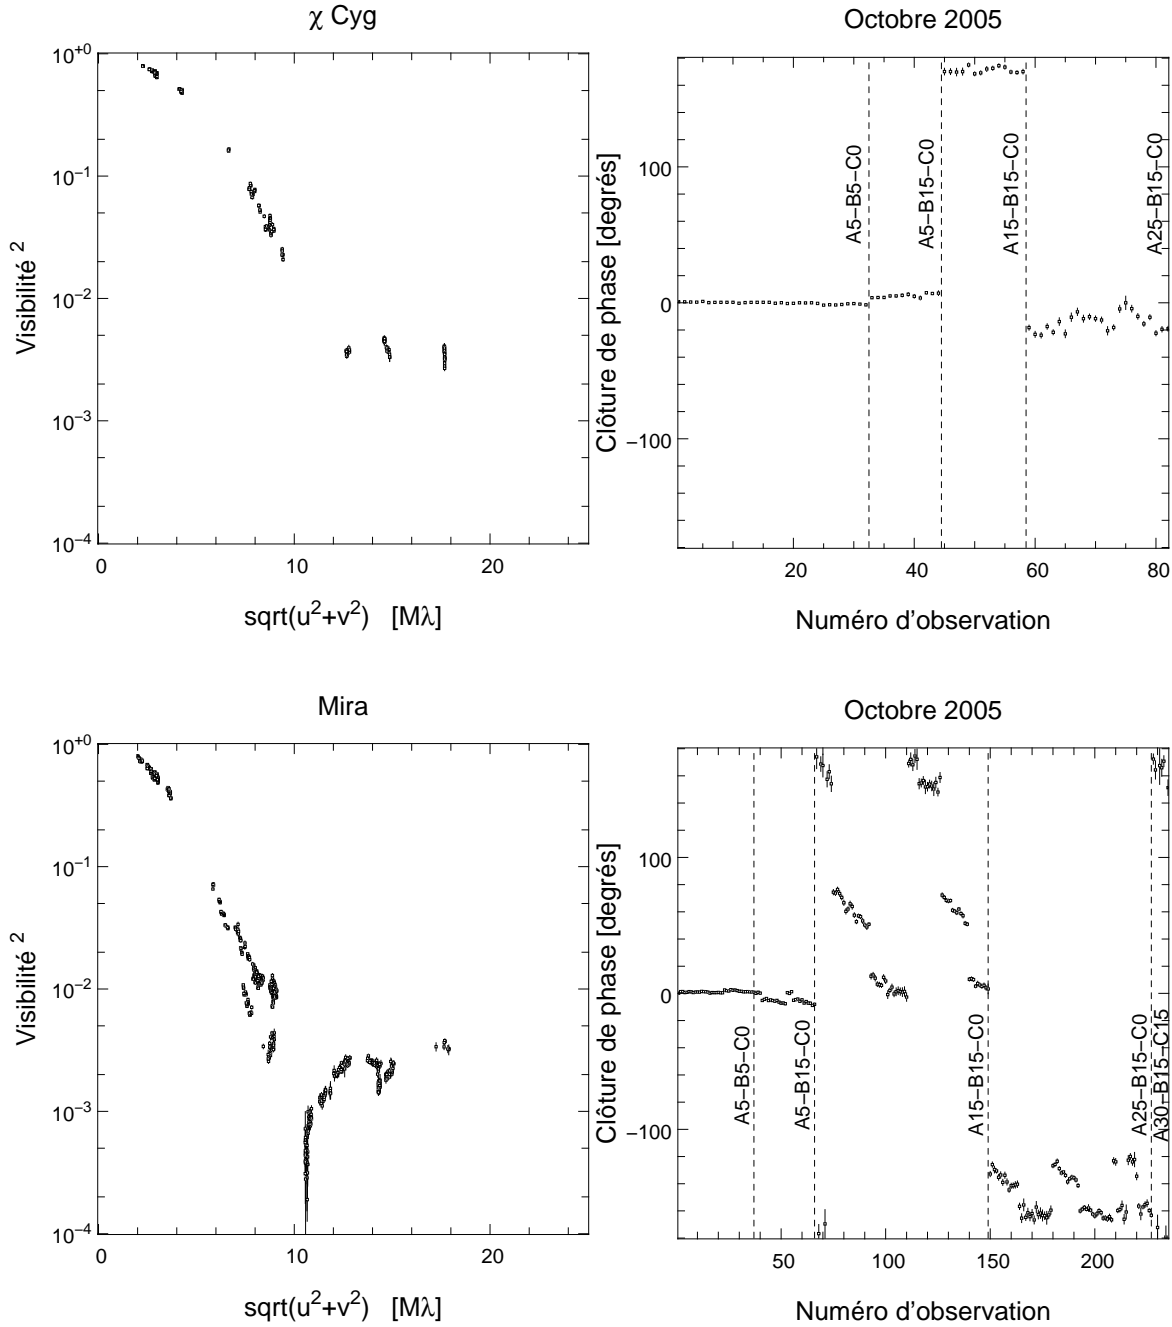 χ Cyg
Octobre 2005
Visibilité 2
10+0
10−1
10−2
10−3
10−4
0 10 20
sqrt(u2+v2) [Mλ]
Clôture de phase [degrés]
100
0
−100
A5−B5−C0
A5−B15−C0
A15−B15−C0
A25−B15−C0
20 40 60 80
Numéro d'observation
Mira
Octobre 2005
Visibilité 2
10+0
10−1
10−2
10−3
10−4
0 10 20
sqrt(u2+v2) [Mλ]
Clôture de phase [degrés]
100
0
−100
A5−B5−C0
A5−B15−C0
A15−B15−C0
A25−B15−C0
A30−B15−C15
50 100 150 200
Numéro d'observation